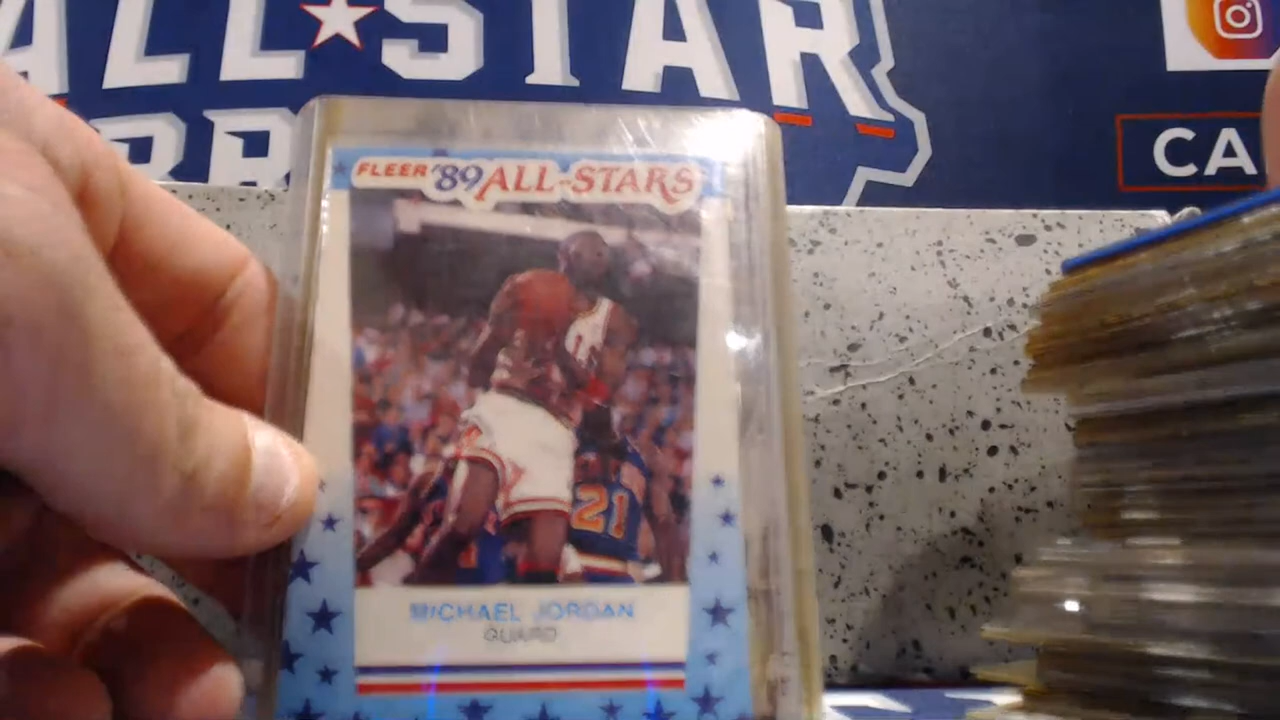 ALL STAR
CA
FLEER '89 ALL-STARS
21
MICHAEL JORDAN
GUARD